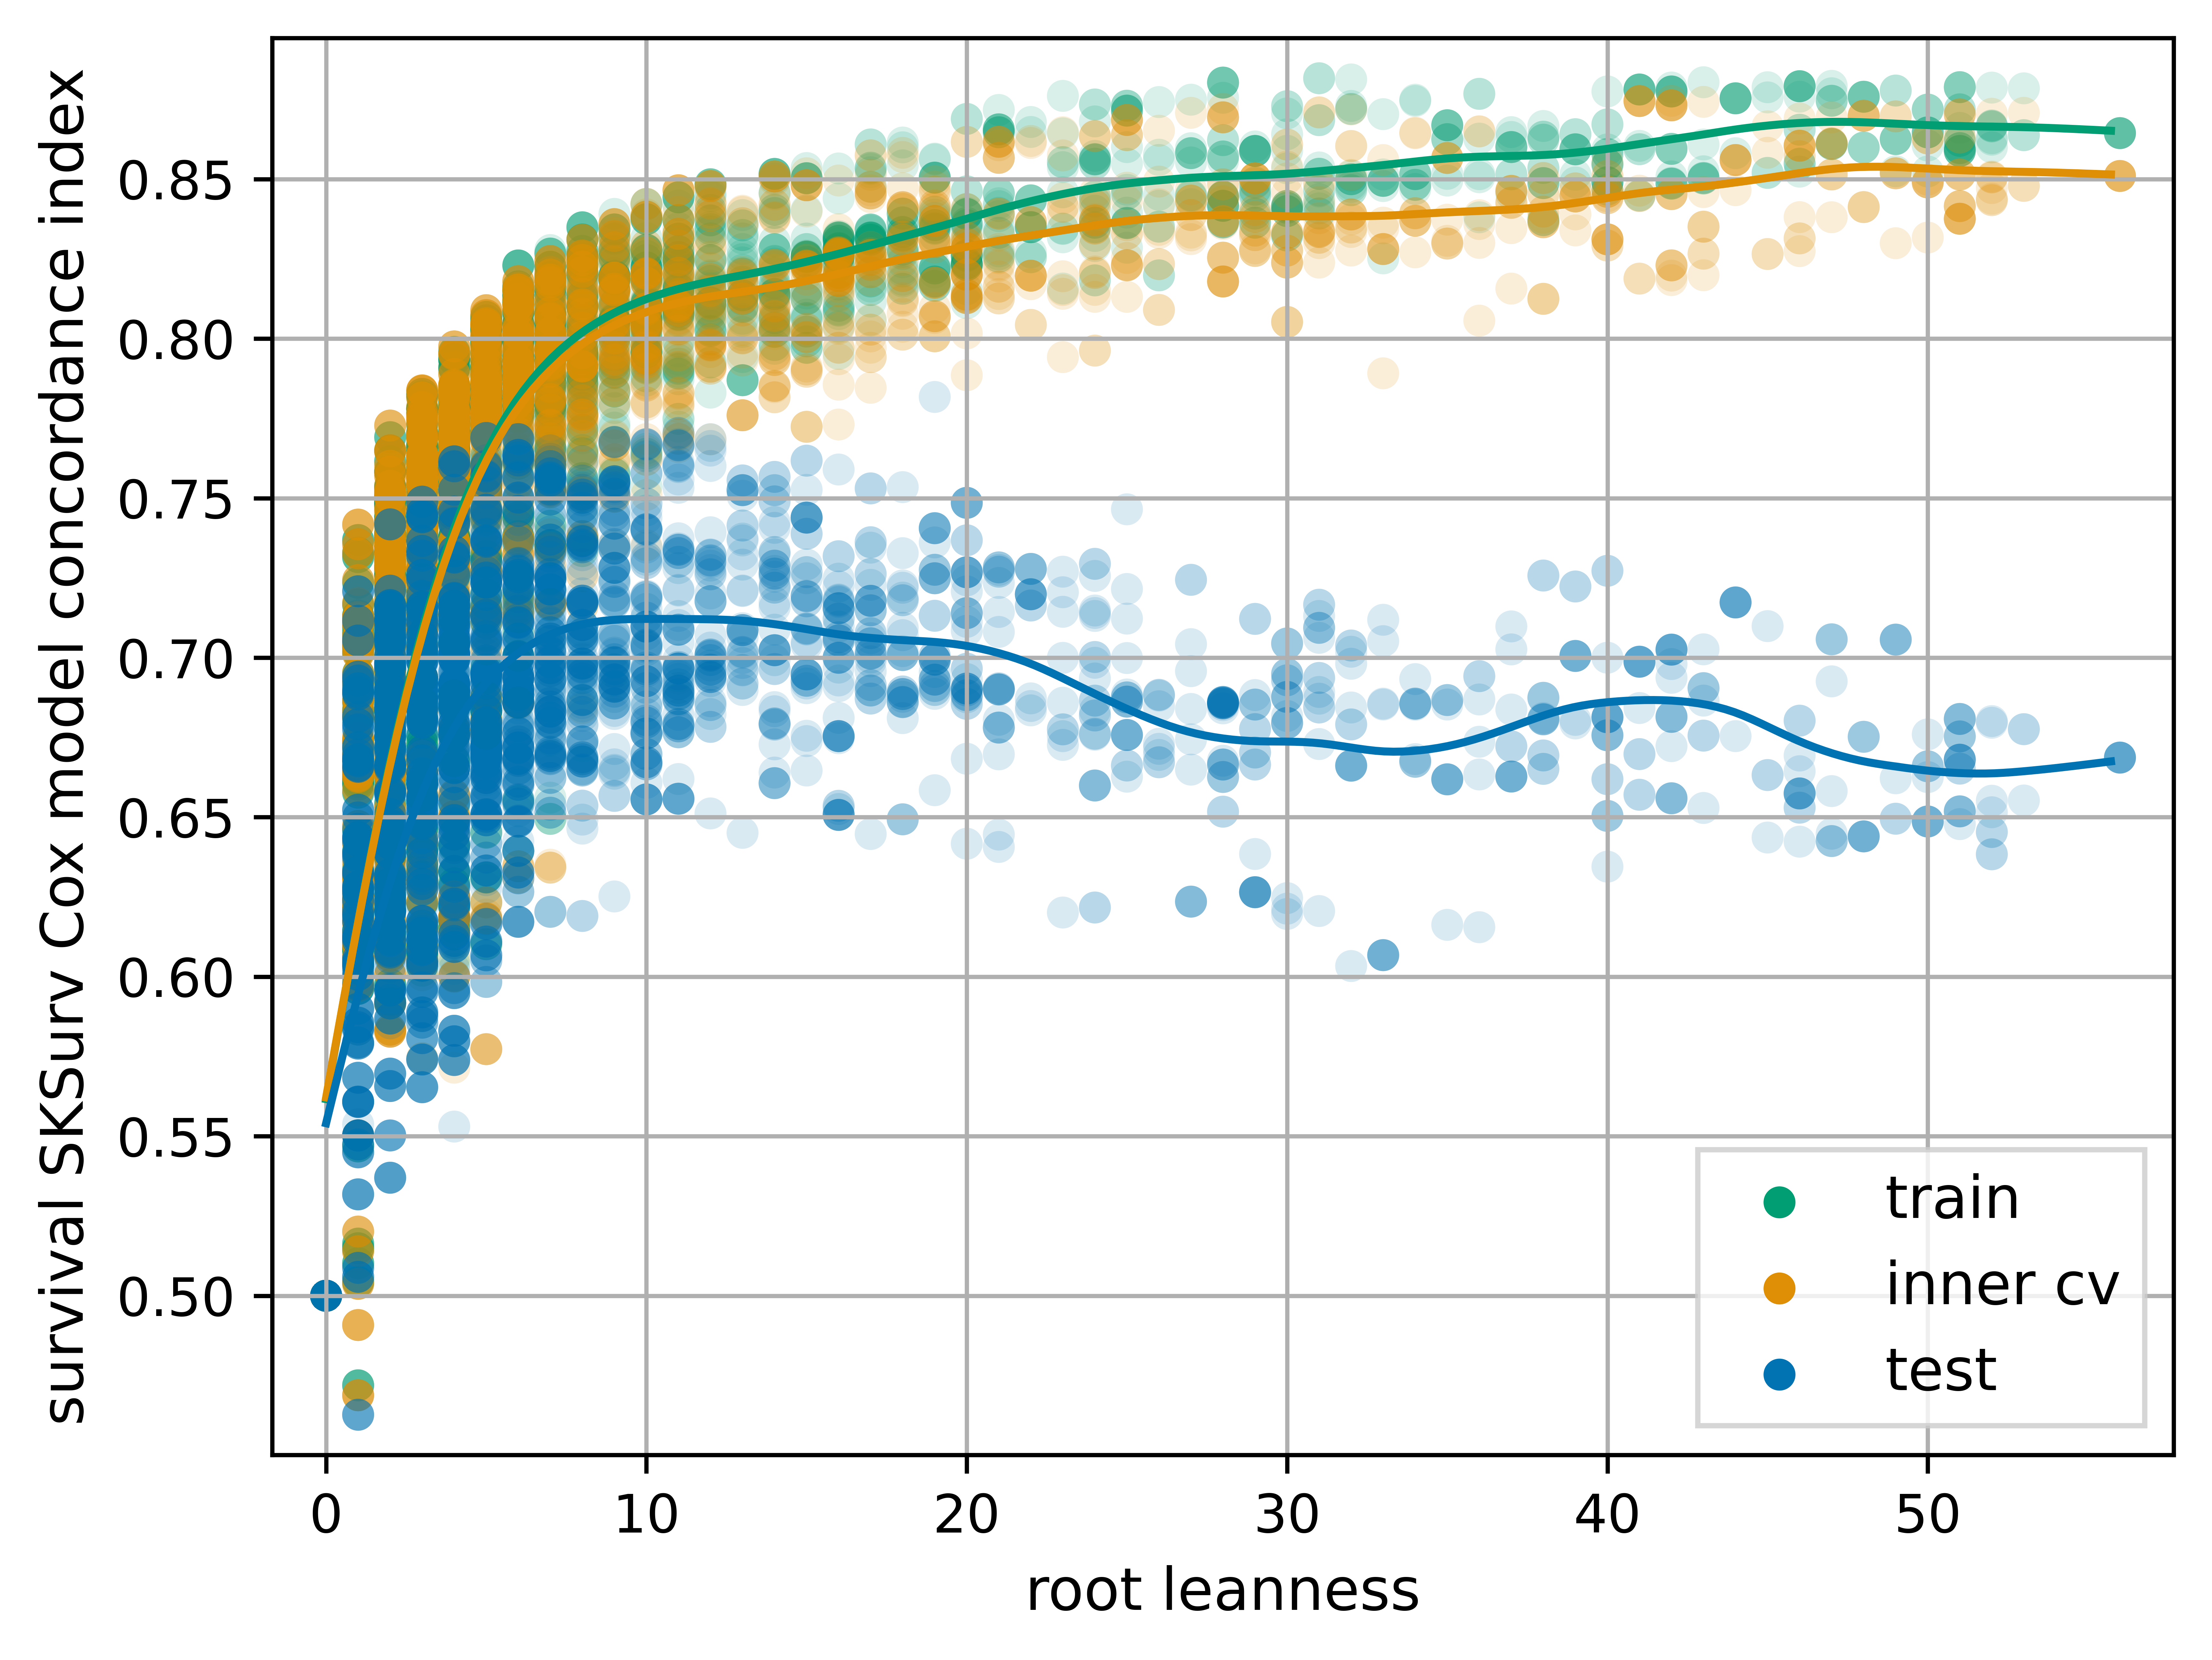 survival SKSurv Cox model concordance index
0.85
0.80
0.75
0.70
0.65
0.60
0.55
0.50
train
inner cv
test
0 10 20 30 40 50
root leanness